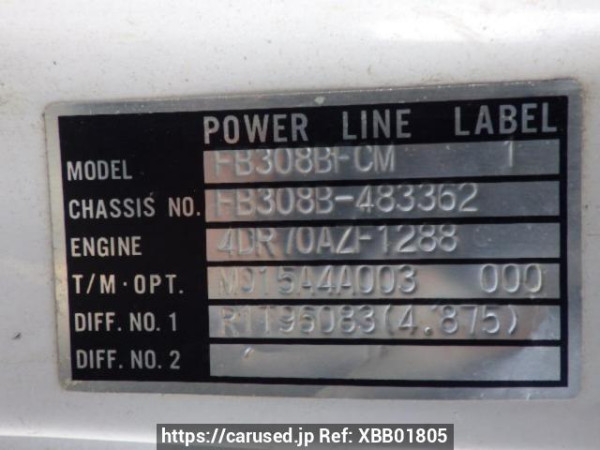 POWER LINE LABEL
MODEL FB308BFCM 1
CHASSIS NO. FB308B-483362
ENGINE 1288
T/M·OPT. M015A4A003 000
DIFF. NO. 1 R1T96083(4.875)
DIFF. NO. 2
https://carused.jp Ref: XBB01805